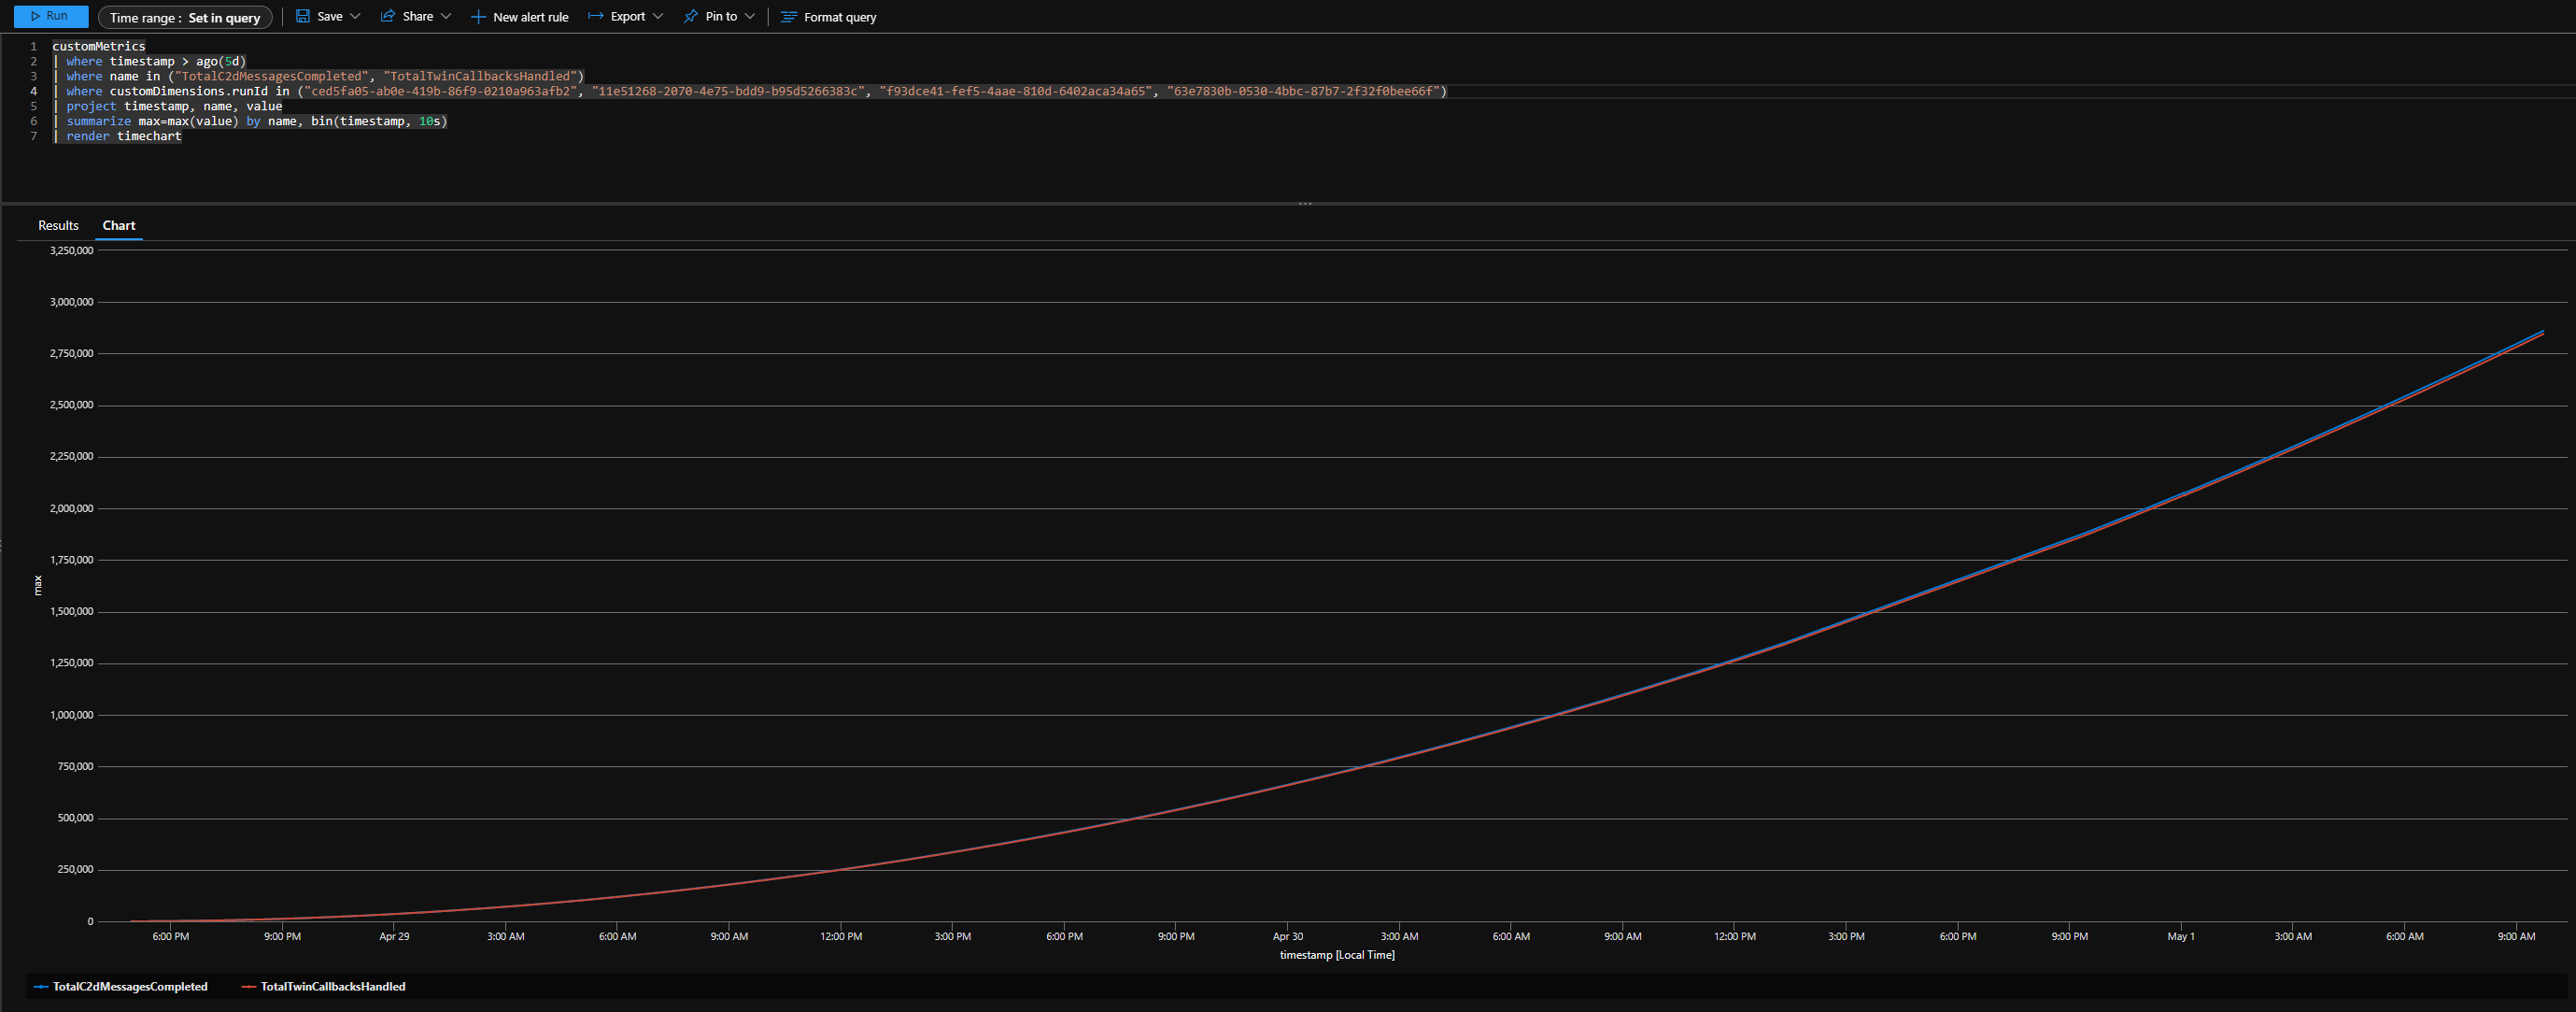 Run Time range : Set in query Save Share New alert rule Export Pin to Format query
1 customMetrics
2 | where timestamp > ago(5d)
3 | where name in ("TotalC2dMessagesCompleted", "TotalTwinCallbacksHandled")
4 | where customDimensions.runId in ("ced5fa05-ab0e-419b-86f9-0210a963afb2", "11e51268-2070-4e75-bdd9-b95d5266383c", "f93dce41-fef5-4aae-810d-6402aca34a65", "63e7830b-0530-4bbc-87b7-2f32f0bee66f")
5 | project timestamp, name, value
6 | summarize max=max(value) by name, bin(timestamp, 10s)
7 | render timechart
Results Chart
3,250,000
3,000,000
2,750,000
2,500,000
2,250,000
2,000,000
1,750,000
max
1,500,000
1,250,000
1,000,000
750,000
500,000
250,000
0
6:00 PM 9:00 PM Apr 29 3:00 AM 6:00 AM 9:00 AM 12:00 PM 3:00 PM 6:00 PM 9:00 PM Apr 30 3:00 AM 6:00 AM 9:00 AM 12:00 PM 3:00 PM 6:00 PM 9:00 PM May 1 3:00 AM 6:00 AM 9:00 AM
timestamp [Local Time]
TotalC2dMessagesCompleted TotalTwinCallbacksHandled